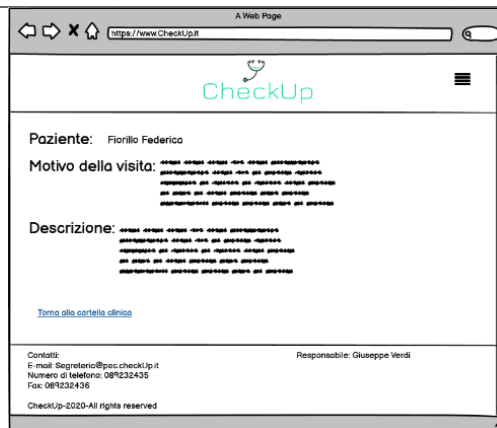 A Web Page
https://www.CheckUp.it
CheckUp
Paziente: Fiorillo Federica
Motivo della visita:
Descrizione:
Torna alla cartella clinica
Contatti: Responsabile: Giuseppe Verdi
E-mail: Segreteria@pec.checkUp.it
Numero di telefono: 089232435
Fax: 089232436
CheckUp-2020-All rights reserved